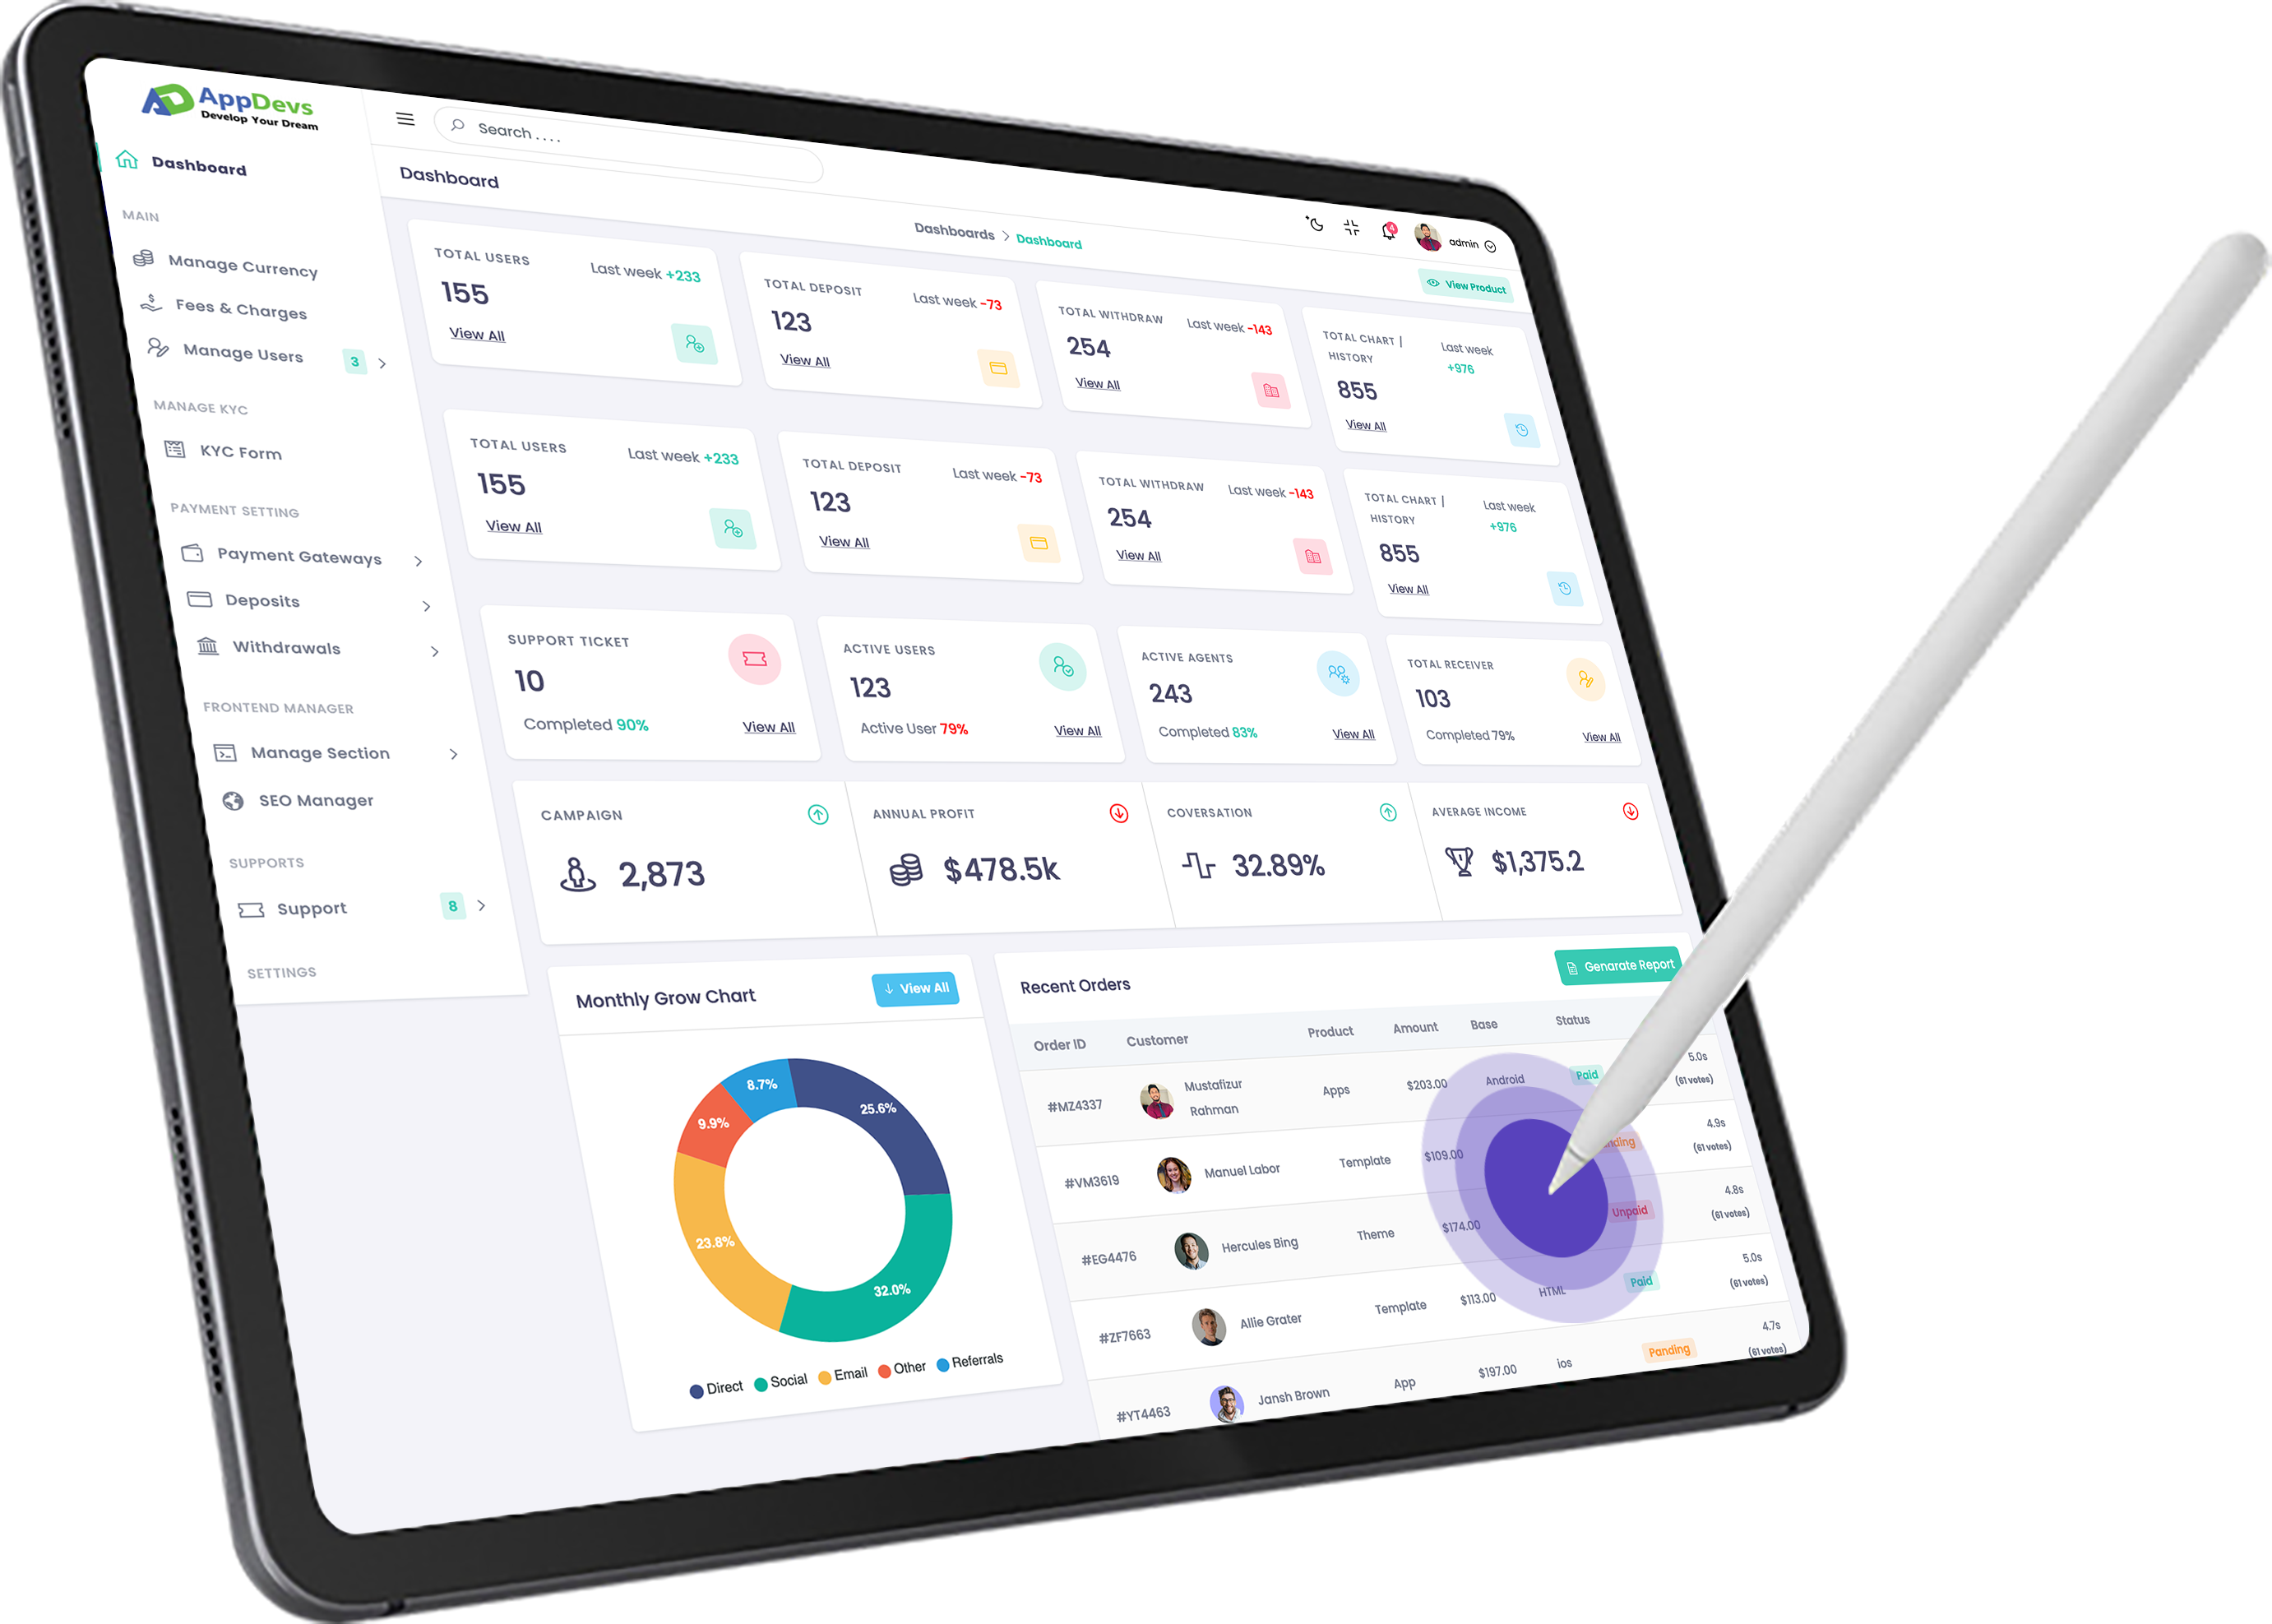 AppDevs
Develop Your Dream
Search ....
admin
4
Dashboard
Dashboards > Dashboard
View Product
Dashboard
MAIN
Manage Currency
Fees & Charges
Manage Users 3
MANAGE KYC
KYC Form
PAYMENT SETTING
Payment Gateways
Deposits
Withdrawals
FRONTEND MANAGER
Manage Section
SEO Manager
SUPPORTS
Support 8
SETTINGS
TOTAL USERS
Last week +233
155
View All
TOTAL DEPOSIT
Last week -73
123
View All
TOTAL WITHDRAW
Last week -143
254
View All
TOTAL CHART |
HISTORY
Last week
+976
855
View All
TOTAL USERS
Last week +233
155
View All
TOTAL DEPOSIT
Last week -73
123
View All
TOTAL WITHDRAW
Last week -143
254
View All
TOTAL CHART |
HISTORY
Last week
+976
855
View All
SUPPORT TICKET
10
Completed 90%
View All
ACTIVE USERS
123
Active User 79%
View All
ACTIVE AGENTS
243
Completed 83%
View All
TOTAL RECEIVER
103
Completed 79%
View All
CAMPAIGN
2,873
ANNUAL PROFIT
$478.5k
COVERSATION
32.89%
AVERAGE INCOME
$1,375.2
Monthly Grow Chart
View All
8.7%
25.6%
9.9%
23.8%
32.0%
Direct Social Email Other Referrals
Recent Orders
Genarate Report
Order ID Customer Product Amount Base Status
#MZ4337 Mustafizur Rahman Apps $203.00 Android Paid 5.0s (61 votes)
#VM3619 Manuel Labor Template $109.00 4.9s (61 votes)
#EG4476 Hercules Bing Theme $174.00 Unpaid 4.8s (61 votes)
#ZF7663 Allie Grater Template $113.00 HTML Paid 5.0s (61 votes)
#YT4463 Jansh Brown App $197.00 ios Panding 4.7s (61 votes)